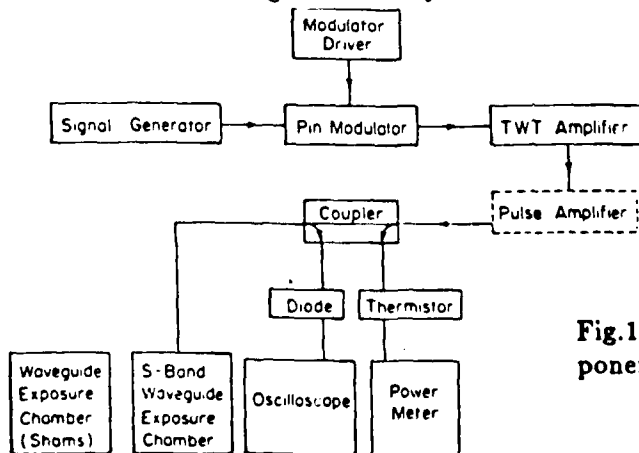 Modulator
Driver
Signal Generator
Pin Modulator
TWT Amplifier
Coupler
Pulse Amplifier
Diode
Thermistor
Fig.1
Waveguide
Exposure
Chamber
(Shams)
S-Band
Waveguide
Exposure
Chamber
Oscilloscope
Power
Meter